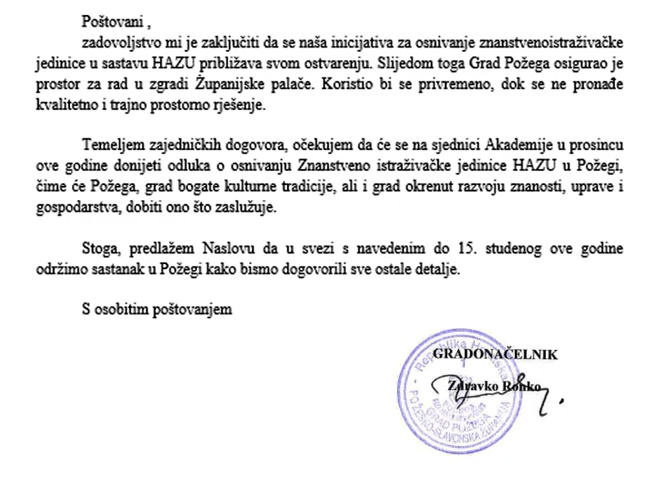 Poštovani ,
zadovoljstvo mi je zaključiti da se naša inicijativa za osnivanje znanstvenoistraživačke
jedinice u sastavu HAZU približava svom ostvarenju. Slijedom toga Grad Požega osigurao je
prostor za rad u zgradi Županijske palače. Koristio bi se privremeno, dok se ne pronađe
kvalitetno i trajno prostorno rješenje.
Temeljem zajedničkih dogovora, očekujem da će se na sjednici Akademije u prosincu
ove godine donijeti odluka o osnivanju Znanstveno istraživačke jedinice HAZU u Požegi,
čime će Požega, grad bogate kulturne tradicije, ali i grad okrenut razvoju znanosti, uprave i
gospodarstva, dobiti ono što zaslužuje.
Stoga, predlažem Naslovu da u svezi s navedenim do 15. studenog ove godine
održimo sastanak u Požegi kako bismo dogovorili sve ostale detalje.
S osobitim poštovanjem
Republika Hrvatska
GRADONAČELNIK
Zdravko Ronko
GRAD POŽEGA
POŽEŠKO-SLAVONSKA ŽUPANIJA